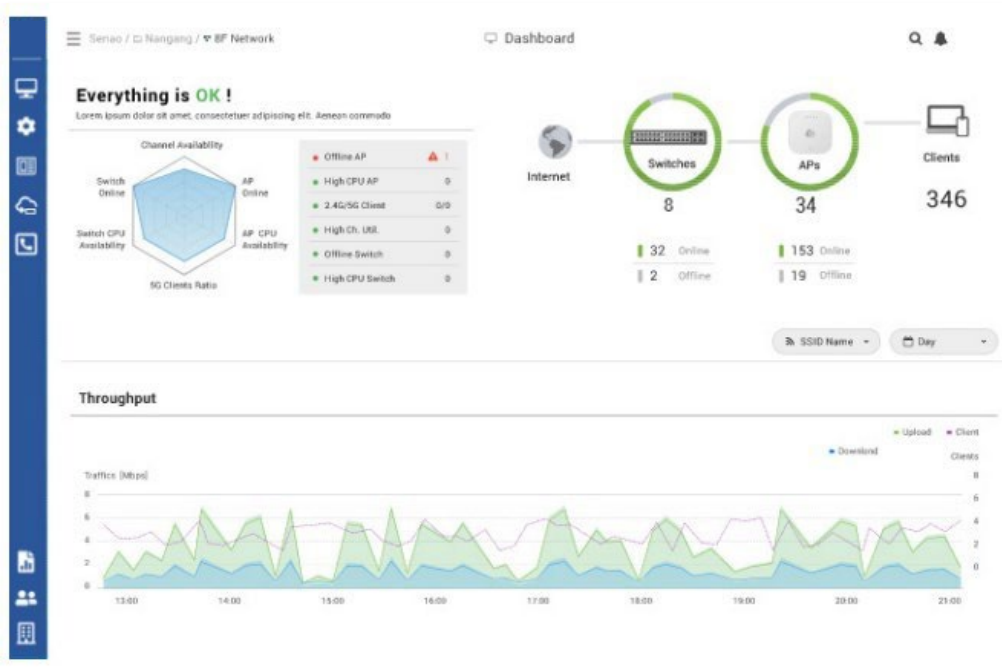 Senao / Nangang / 8F Network
Dashboard
Everything is OK !
Lorem ipsum dolor sit amet, consectetuer adipiscing elit. Aenean commodo
Channel Availability
AP Online
AP CPU Availability
5G Clients Ratio
Switch CPU Availability
Switch Online
Offline AP 1
High CPU AP 0
2.4G/5G Client 0/0
High Ch. Util. 0
Offline Switch 0
High CPU Switch 0
Internet
Switches
8
32 Online
2 Offline
APs
34
153 Online
19 Offline
Clients
346
SSID Name
Day
Throughput
Upload
Client
Download
Traffics [Mbps]
Clients
8
6
4
2
0
8
6
4
2
0
13:00 14:00 15:00 16:00 17:00 18:00 19:00 20:00 21:00